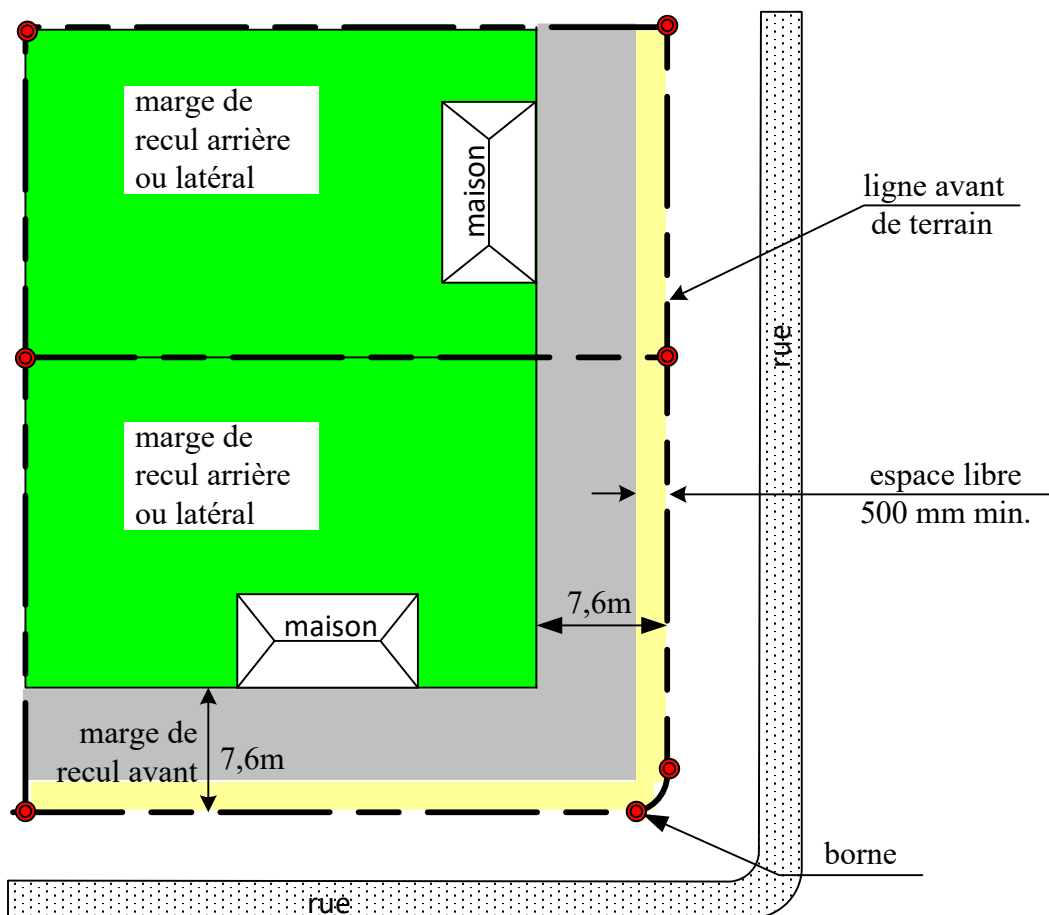 marge de
recul arrière
ou latéral
maison
ligne avant
de terrain
rue
marge de
recul arrière
ou latéral
espace libre
500 mm min.
7,6m
maison
marge de
recul avant
7,6m
borne
rue